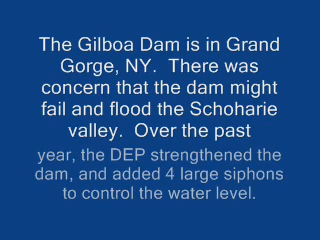 The Gilboa Dam is in Grand
Gorge, NY.  There was
concern that the dam might
fail and flood the Schoharie
valley.  Over the past
year, the DEP strengthened the
dam, and added 4 large siphons
to control the water level.